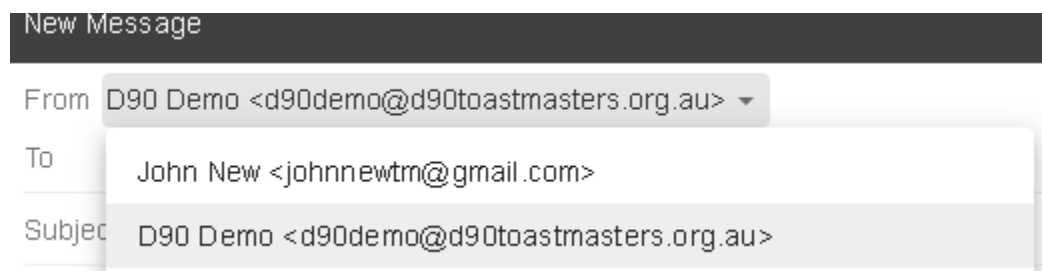 New Message
From D90 Demo <d90demo@d90toastmasters.org.au>
To
John New <johnnewtm@gmail.com>
Subjec
D90 Demo <d90demo@d90toastmasters.org.au>